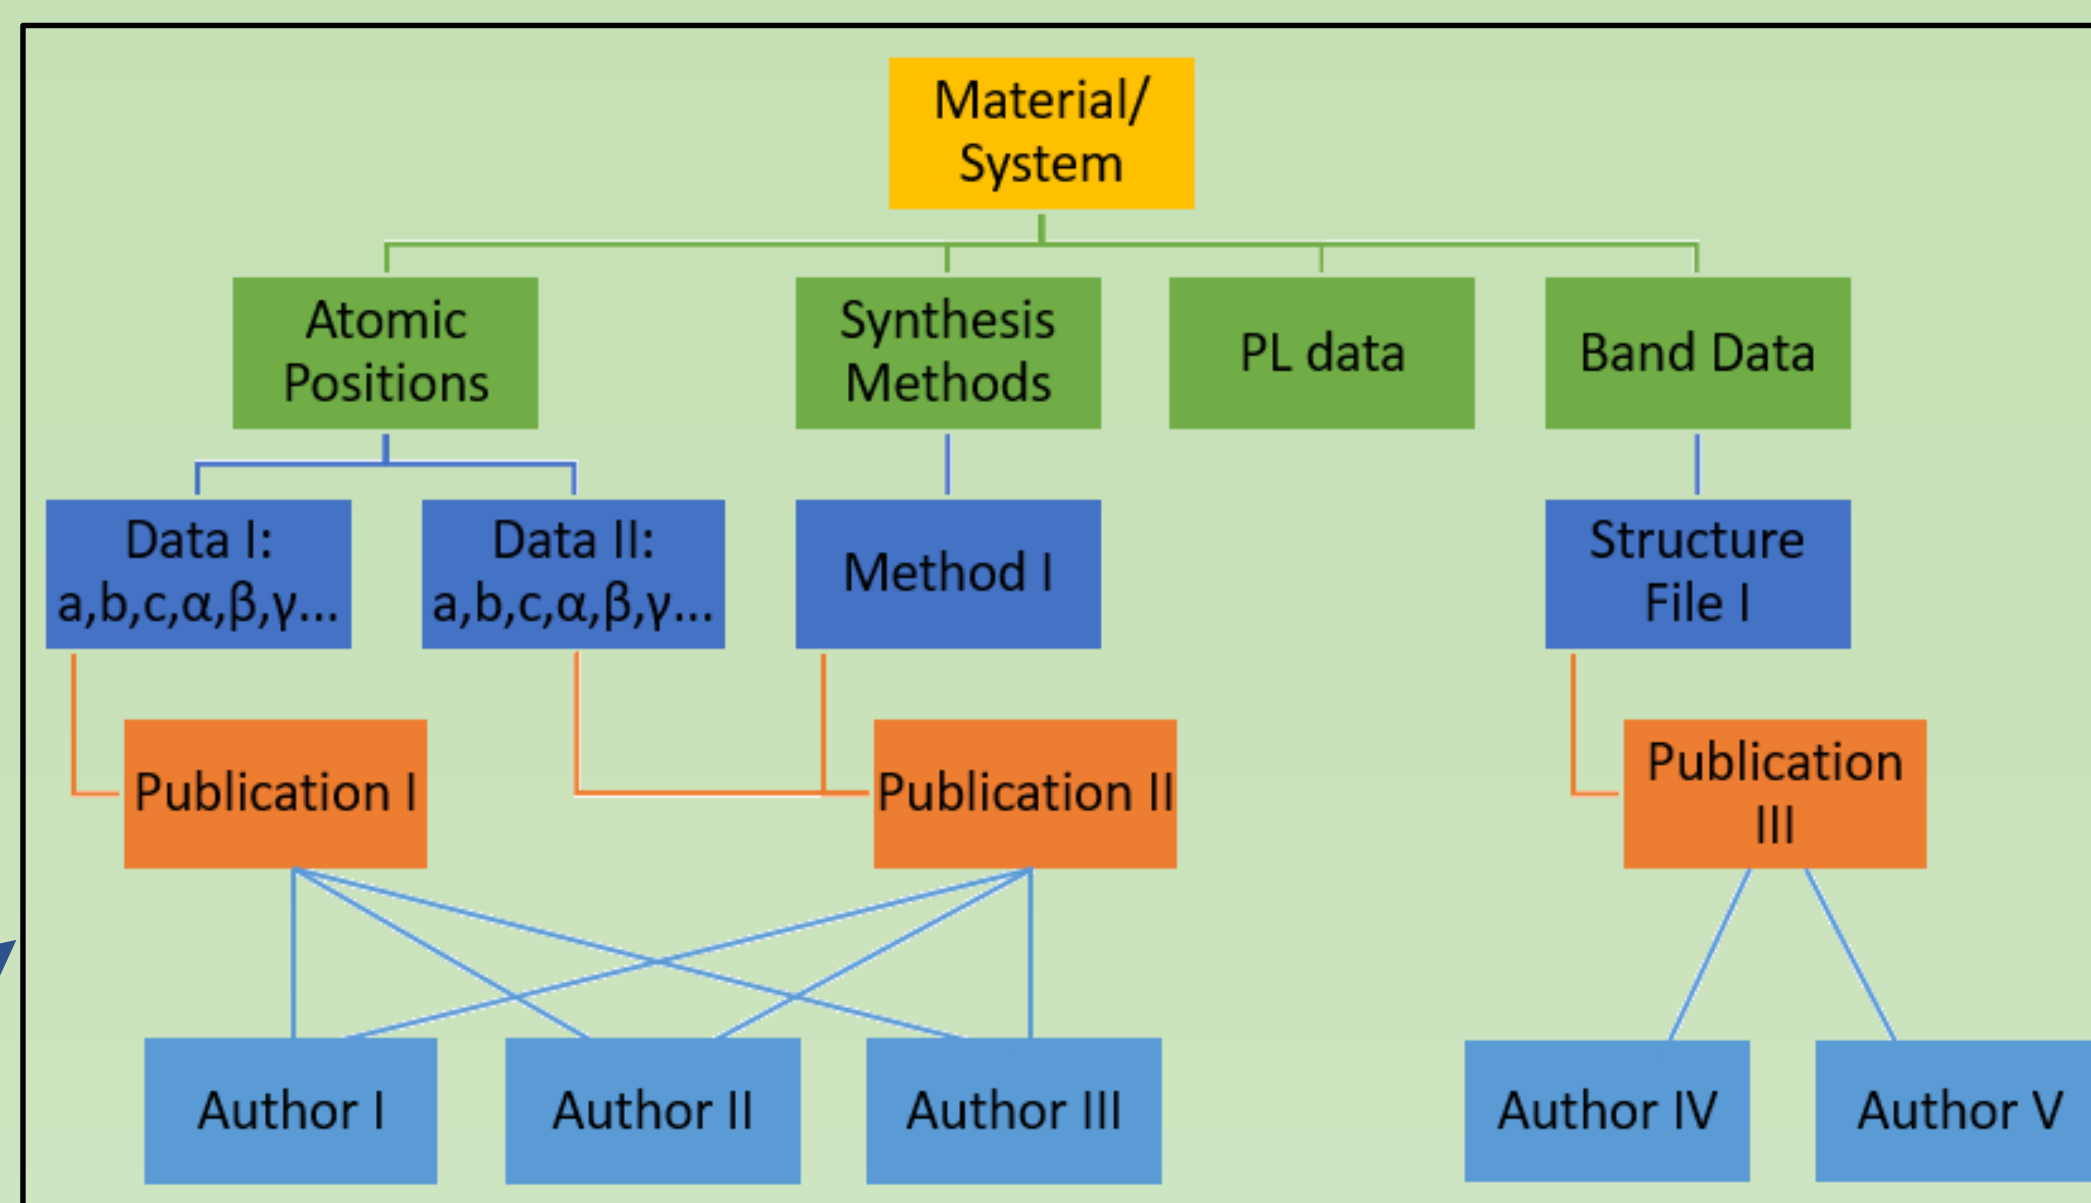 Material/
System
Atomic
Positions
Synthesis
Methods
PL data
Band Data
Data I:
a,b,c,α,β,γ...
Data II:
a,b,c,α,β,γ...
Method I
Structure
File I
Publication I
Publication II
Publication
III
Author I
Author II
Author III
Author IV
Author V